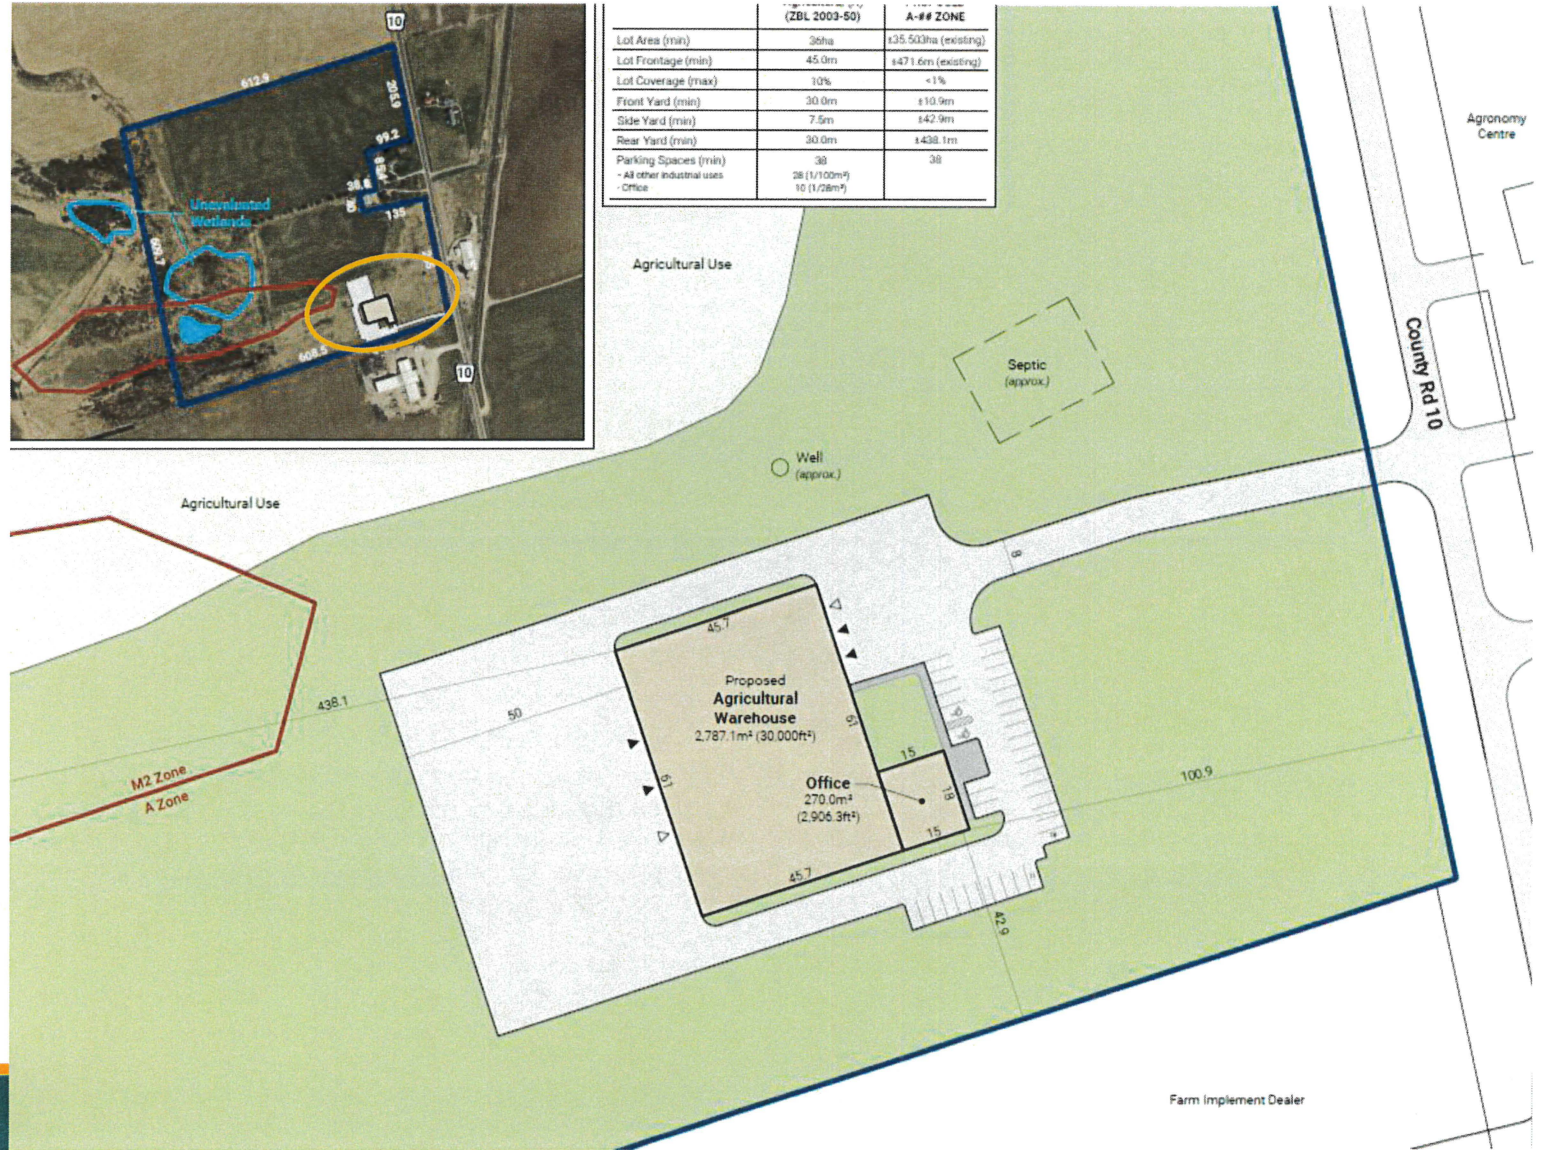 10
612.9
205.9
99.2
38.6
135
Unevaluated
Wetlands
608.5
10
(ZBL 2003-50)
A-## ZONE
Lot Area (min) 36ha ±35.503ha (existing)
Lot Frontage (min) 45.0m ±471.6m (existing)
Lot Coverage (max) 10% <1%
Front Yard (min) 30.0m ±10.9m
Side Yard (min) 7.5m ±42.9m
Rear Yard (min) 30.0m ±438.1m
Parking Spaces (min) 38 38
- All other industrial uses 28 (1/100m²)
- Office 10 (1/28m²)
Agronomy
Centre
Agricultural Use
Septic
(approx.)
County Rd 10
Well
(approx.)
Agricultural Use
8
45.7
Proposed
Agricultural
Warehouse
2,787.1m² (30,000ft²)
438.1
50
61
61
15
Office
270.0m²
(2,906.3ft²)
18
15
100.9
M2 Zone
A Zone
45.7
42.9
Farm Implement Dealer